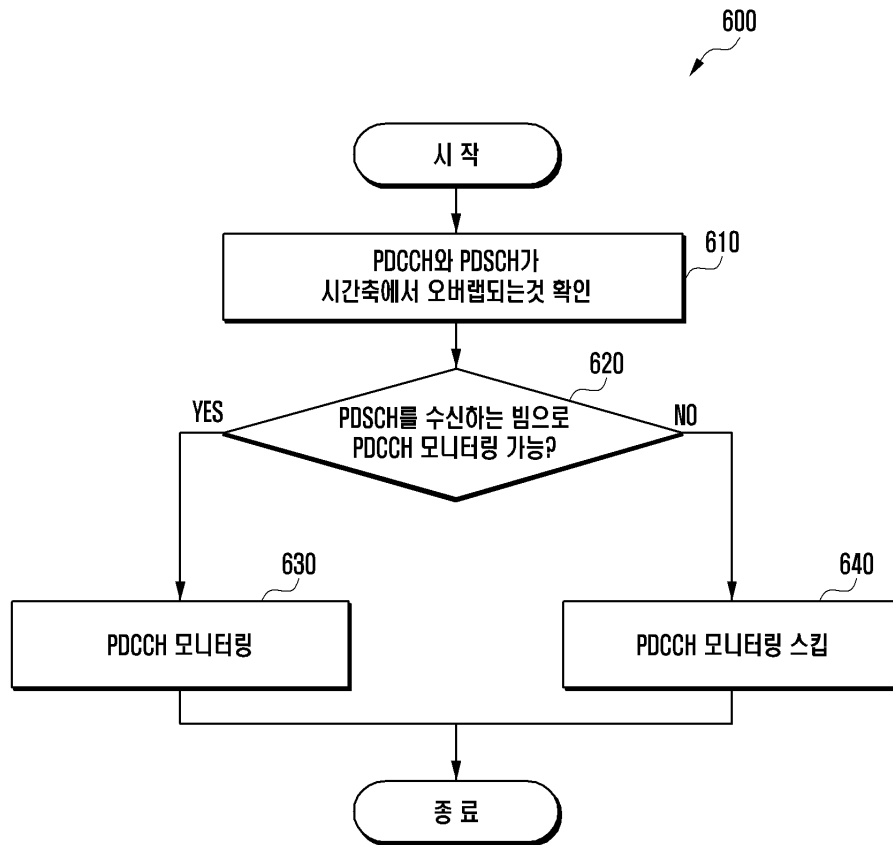 600
시 작
PDCCH와 PDSCH가
시간축에서 오버랩되는것 확인
610
620
YES
PDSCH를 수신하는 빔으로
PDCCH 모니터링 가능?
NO
630
PDCCH 모니터링
640
PDCCH 모니터링 스킵
종 료